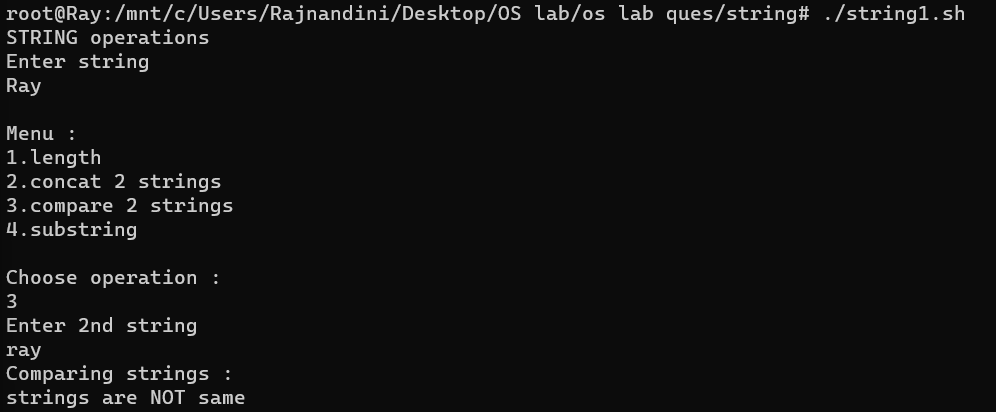 root@Ray:/mnt/c/Users/Rajnandini/Desktop/OS lab/os lab ques/string# ./string1.sh
STRING operations
Enter string
Ray
Menu :
1.length
2.concat 2 strings
3.compare 2 strings
4.substring
Choose operation :
3
Enter 2nd string
ray
Comparing strings :
strings are NOT same